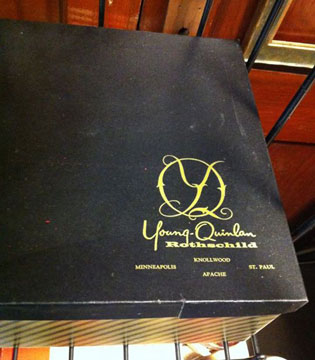 YQ
Young-Quinlan
Rothschild
MINNEAPOLIS KNOLLWOOD ST. PAUL
APACHE